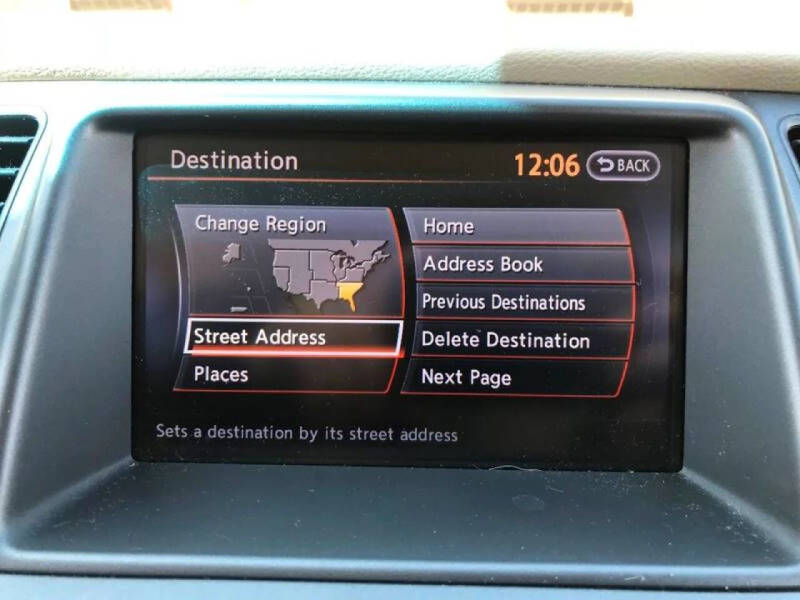 Destination
12:06
BACK
Change Region
Street Address
Places
Home
Address Book
Previous Destinations
Delete Destination
Next Page
Sets a destination by its street address